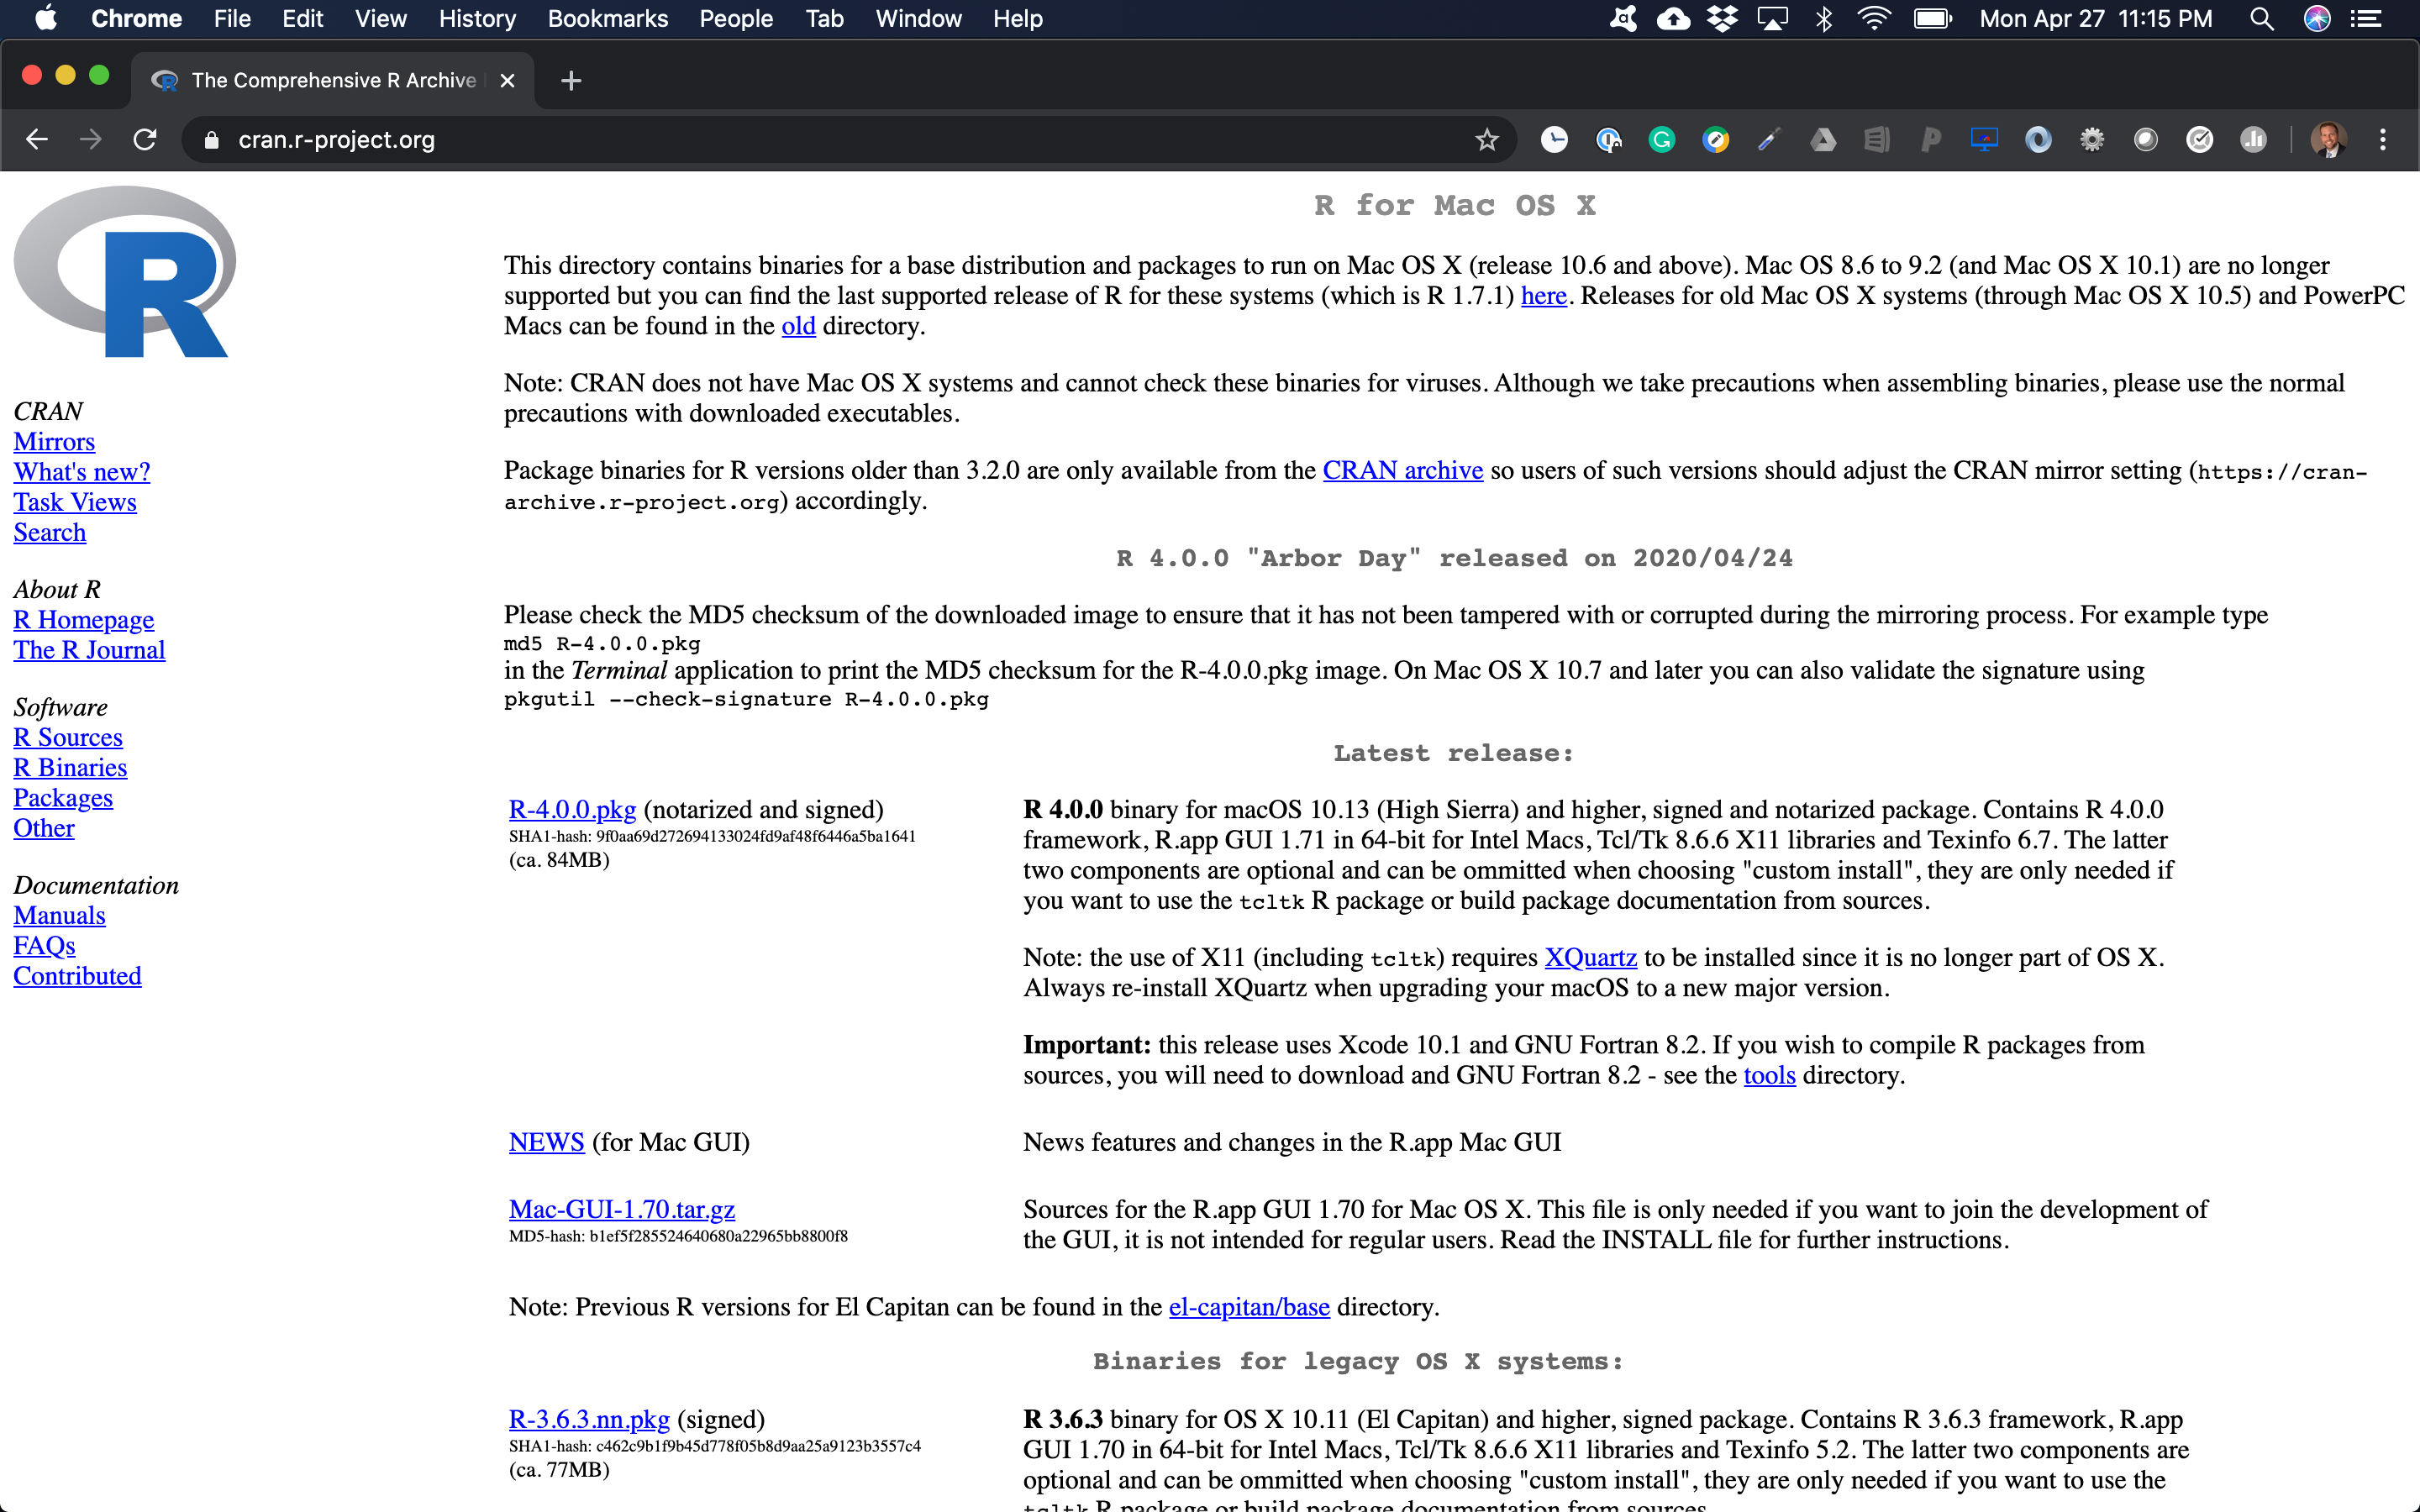 Chrome File Edit View History Bookmarks People Tab Window Help Mon Apr 27 11:15 PM
The Comprehensive R Archive
cran.r-project.org
R
CRAN
Mirrors
What's new?
Task Views
Search
About R
R Homepage
The R Journal
Software
R Sources
R Binaries
Packages
Other
Documentation
Manuals
FAQs
Contributed
R for Mac OS X
This directory contains binaries for a base distribution and packages to run on Mac OS X (release 10.6 and above). Mac OS 8.6 to 9.2 (and Mac OS X 10.1) are no longer
supported but you can find the last supported release of R for these systems (which is R 1.7.1) here. Releases for old Mac OS X systems (through Mac OS X 10.5) and PowerPC
Macs can be found in the old directory.
Note: CRAN does not have Mac OS X systems and cannot check these binaries for viruses. Although we take precautions when assembling binaries, please use the normal
precautions with downloaded executables.
Package binaries for R versions older than 3.2.0 are only available from the CRAN archive so users of such versions should adjust the CRAN mirror setting (https://cran-
archive.r-project.org) accordingly.
R 4.0.0 "Arbor Day" released on 2020/04/24
Please check the MD5 checksum of the downloaded image to ensure that it has not been tampered with or corrupted during the mirroring process. For example type
md5 R-4.0.0.pkg
in the Terminal application to print the MD5 checksum for the R-4.0.0.pkg image. On Mac OS X 10.7 and later you can also validate the signature using
pkgutil --check-signature R-4.0.0.pkg
Latest release:
R-4.0.0.pkg (notarized and signed)
SHA1-hash: 9f0aa69d272694133024fd9af48f6446a5ba1641
(ca. 84MB)
R 4.0.0 binary for macOS 10.13 (High Sierra) and higher, signed and notarized package. Contains R 4.0.0
framework, R.app GUI 1.71 in 64-bit for Intel Macs, Tcl/Tk 8.6.6 X11 libraries and Texinfo 6.7. The latter
two components are optional and can be ommitted when choosing "custom install", they are only needed if
you want to use the tcltk R package or build package documentation from sources.
Note: the use of X11 (including tcltk) requires XQuartz to be installed since it is no longer part of OS X.
Always re-install XQuartz when upgrading your macOS to a new major version.
Important: this release uses Xcode 10.1 and GNU Fortran 8.2. If you wish to compile R packages from
sources, you will need to download and GNU Fortran 8.2 - see the tools directory.
NEWS (for Mac GUI)
News features and changes in the R.app Mac GUI
Mac-GUI-1.70.tar.gz
MD5-hash: b1ef5f285524640680a22965bb8800f8
Sources for the R.app GUI 1.70 for Mac OS X. This file is only needed if you want to join the development of
the GUI, it is not intended for regular users. Read the INSTALL file for further instructions.
Note: Previous R versions for El Capitan can be found in the el-capitan/base directory.
Binaries for legacy OS X systems:
R-3.6.3.nn.pkg (signed)
SHA1-hash: c462c9b1f9b45d778f05b8d9aa25a9123b3557c4
(ca. 77MB)
R 3.6.3 binary for OS X 10.11 (El Capitan) and higher, signed package. Contains R 3.6.3 framework, R.app
GUI 1.70 in 64-bit for Intel Macs, Tcl/Tk 8.6.6 X11 libraries and Texinfo 5.2. The latter two components are
optional and can be ommitted when choosing "custom install", they are only needed if you want to use the
tcltk R package or build package documentation from sources.